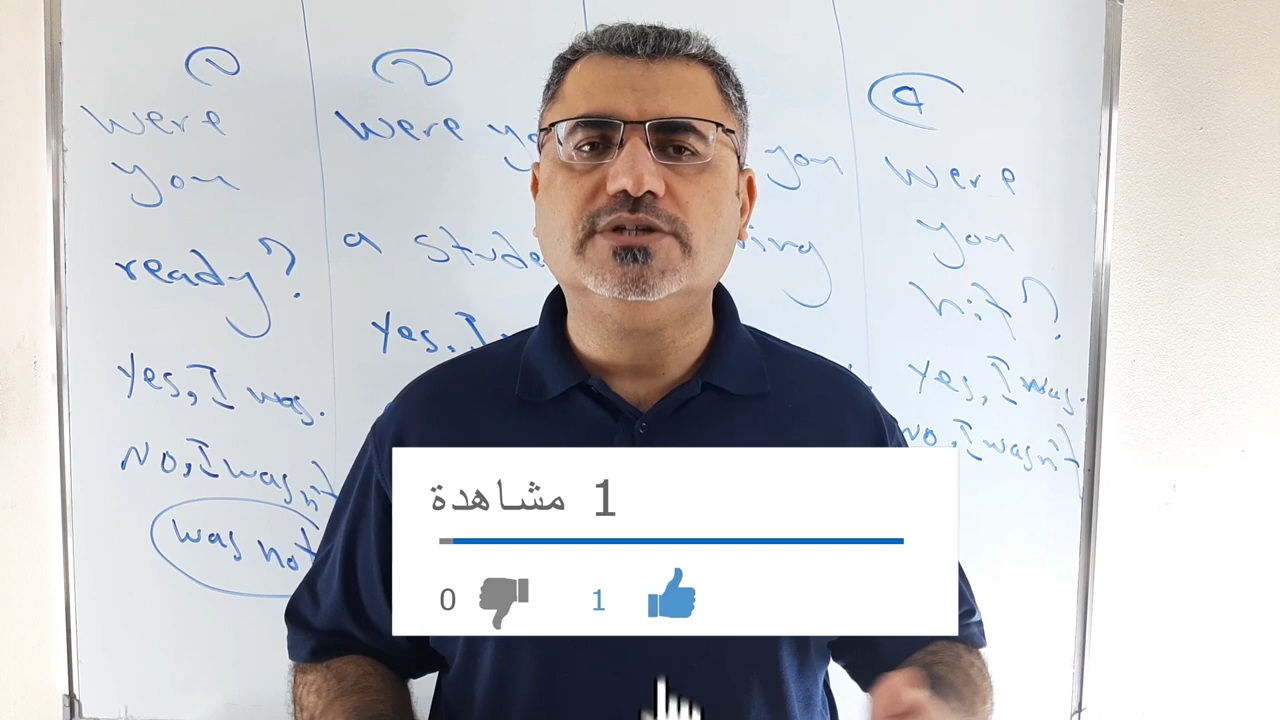 were
you
ready?
Yes, I was.
No, I wasn't
was not
were
a
Yes, I
you
4
were
you
hit?
Yes, I was.
No, I wasn't
1 مشاهدة
0
1